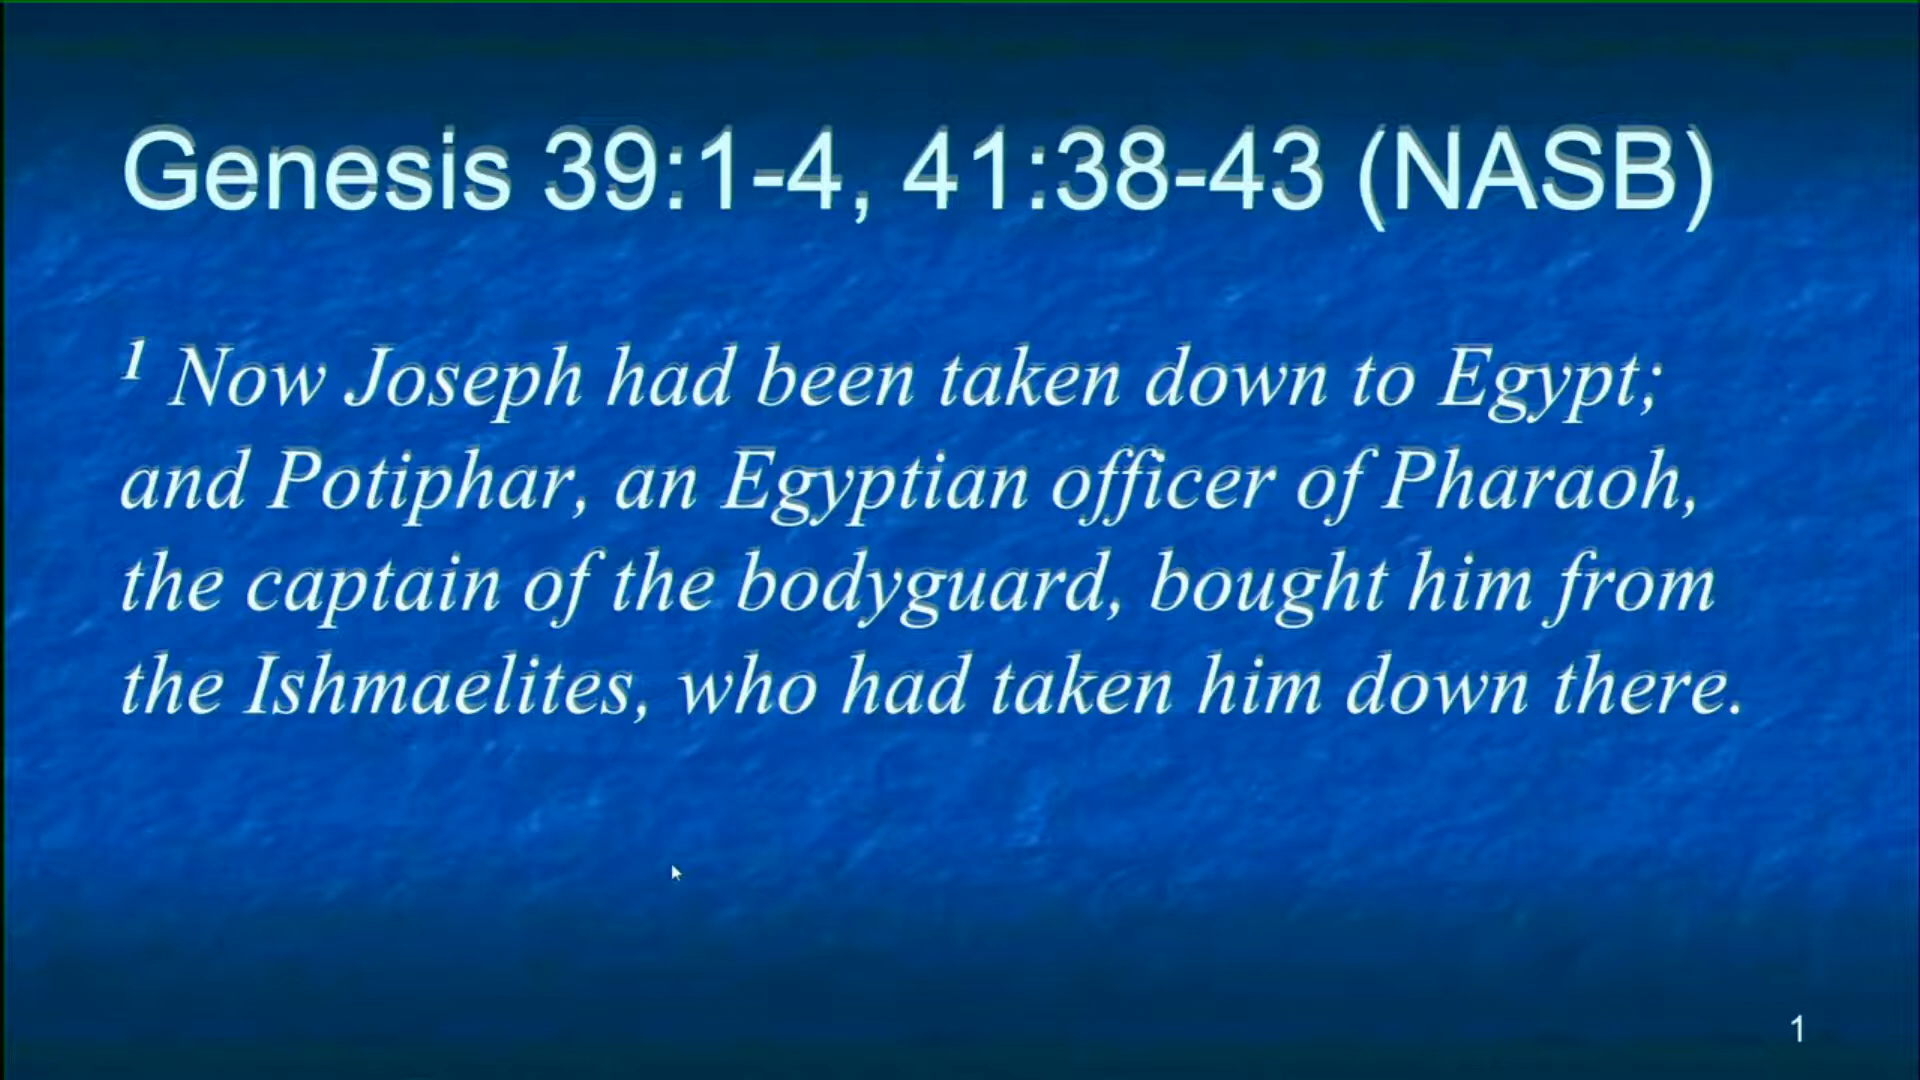 Genesis 39:1-4, 41:38-43 (NASB)
1 Now Joseph had been taken down to Egypt;
and Potiphar, an Egyptian officer of Pharaoh,
the captain of the bodyguard, bought him from
the Ishmaelites, who had taken him down there.
1